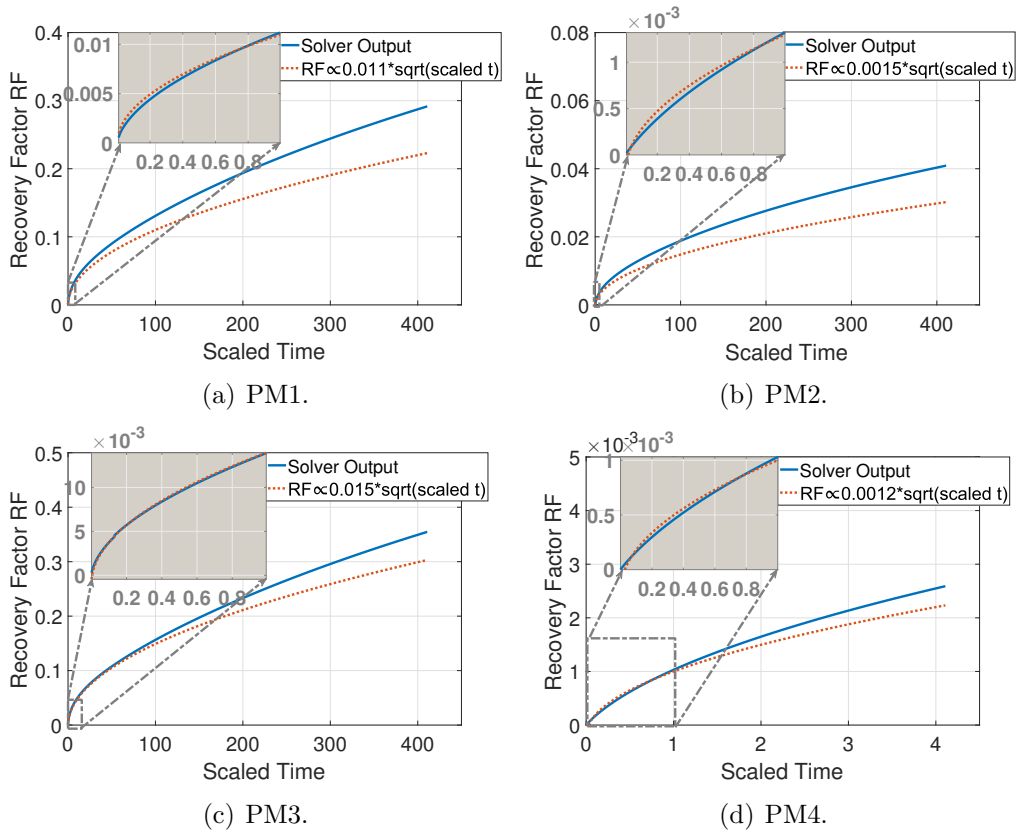 0.4
0.3
0.2
0.1
0
Recovery Factor RF
0.01
0.005
0
0.2 0.4 0.6 0.8
Solver Output
RF∝0.011*sqrt(scaled t)
0 100 200 300 400
Scaled Time
(a) PM1.
× 10⁻³
0.08
0.06
0.04
0.02
0
Recovery Factor RF
1
0.5
0
0.2 0.4 0.6 0.8
Solver Output
RF∝0.0015*sqrt(scaled t)
0 100 200 300 400
Scaled Time
(b) PM2.
× 10⁻³
0.5
0.4
0.3
0.2
0.1
0
Recovery Factor RF
10
5
0
0.2 0.4 0.6 0.8
Solver Output
RF∝0.015*sqrt(scaled t)
0 100 200 300 400
Scaled Time
(c) PM3.
×10⁻³
× 10⁻³
5
4
3
2
1
0
Recovery Factor RF
1
0.5
0
0.2 0.4 0.6 0.8
Solver Output
RF∝0.0012*sqrt(scaled t)
0 1 2 3 4
Scaled Time
(d) PM4.